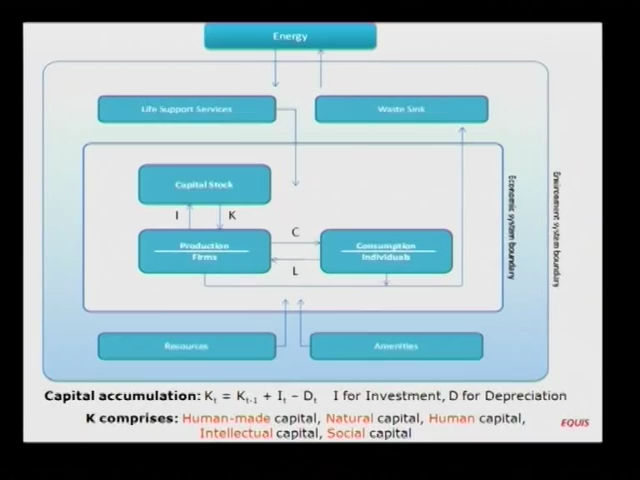 Energy
Life Support Services
Waste Sink
Capital Stock
I
K
Production
Firms
C
L
Consumption
Individuals
Economic system boundary
Environment system boundary
Resources
Amenities
Capital accumulation: Kt = Kt-1 + It – Dt I for Investment, D for Depreciation
K comprises: Human-made capital, Natural capital, Human capital,
Intellectual capital, Social capital
EQUIS